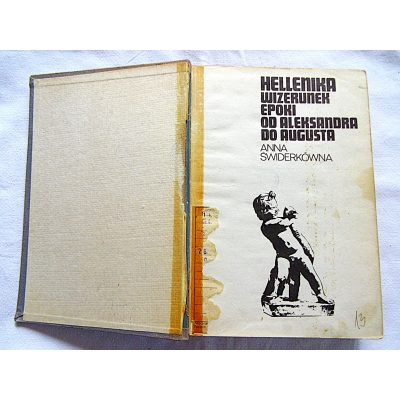 HELLENIKA
WIZERUNEK
EPOKI
OD ALEKSANDRA
DO AUGUSTA
ANNA
ŚWIDERKÓWNA